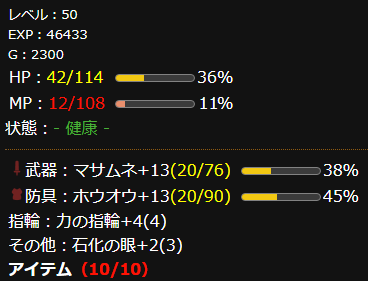 レベル：50
EXP：46433
G：2300
HP：42/114 36%
MP：12/108 11%
状態：- 健康 -
武器：マサムネ+13(20/76) 38%
防具：ホウオウ+13(20/90) 45%
指輪：力の指輪+4(4)
その他：石化の眼+2(3)
アイテム (10/10)